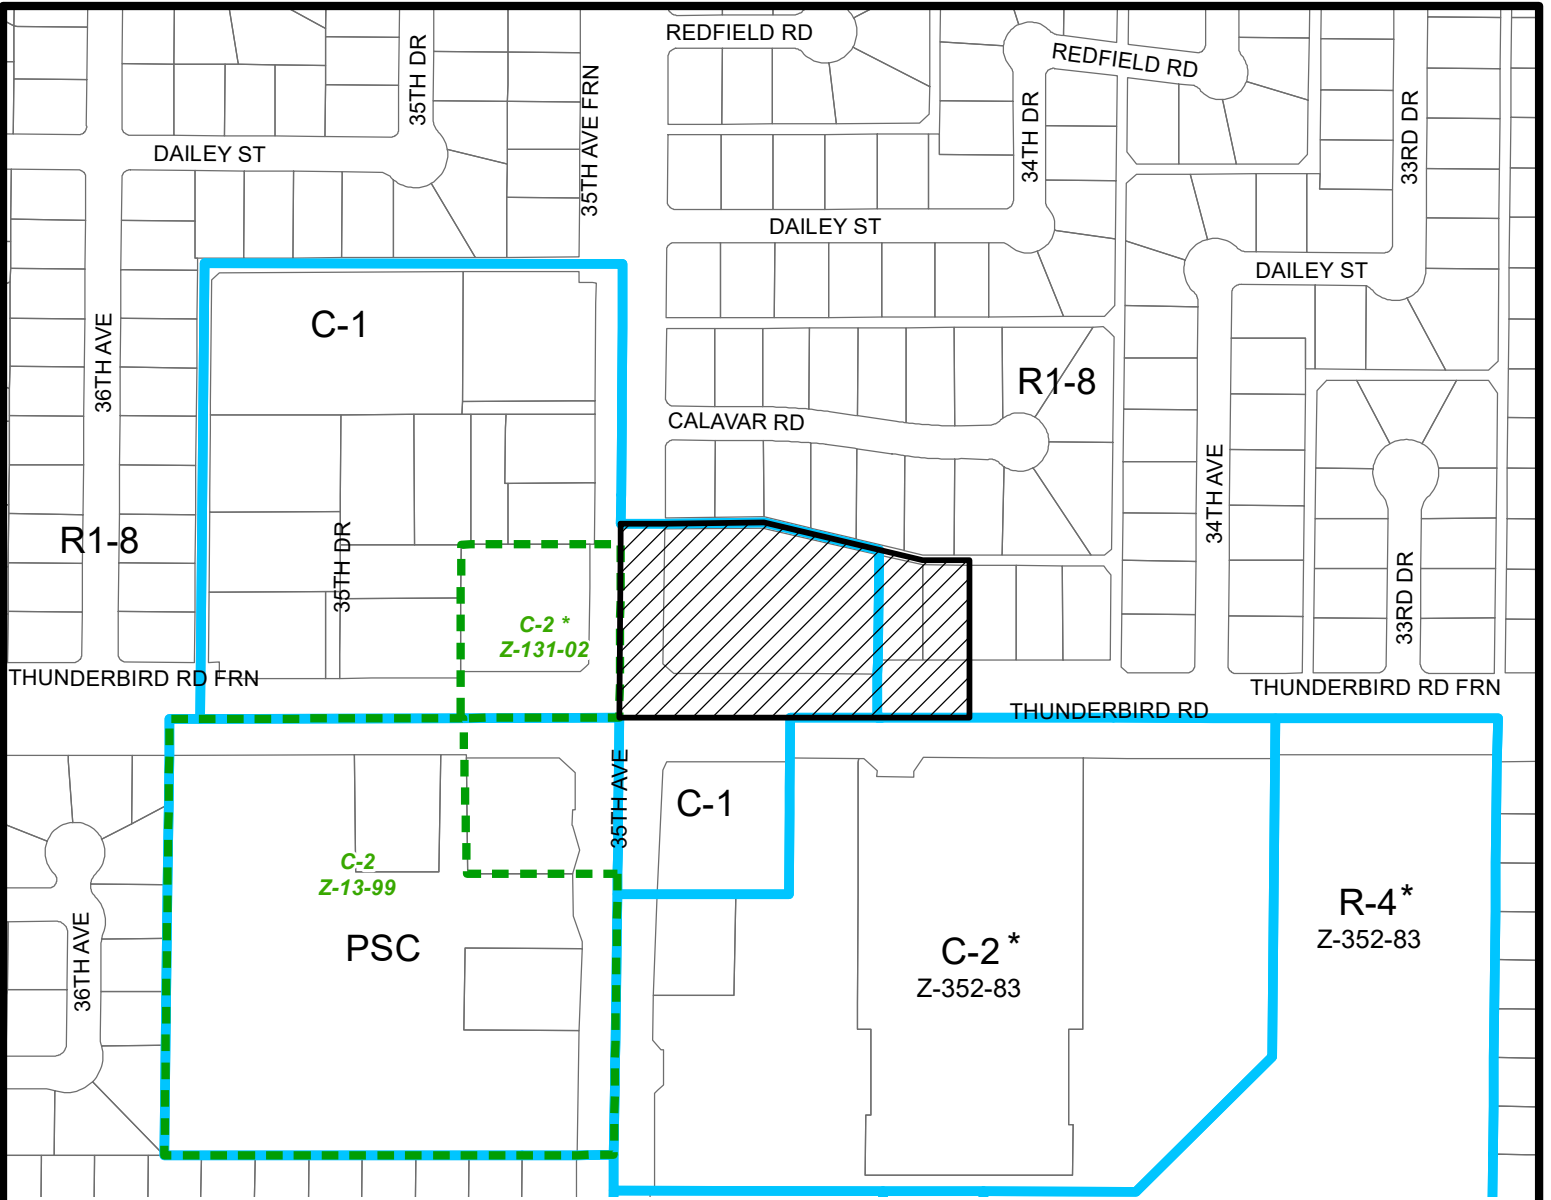 REDFIELD RD
35TH DR
REDFIELD RD
35TH AVE FRN
34TH DR
33RD DR
DAILEY ST
DAILEY ST
DAILEY ST
C-1
36TH AVE
R1-8
CALAVAR RD
34TH AVE
R1-8
35TH DR
33RD DR
C-2 *
Z-131-02
THUNDERBIRD RD FRN
THUNDERBIRD RD FRN
THUNDERBIRD RD
35TH AVE
C-1
C-2
Z-13-99
R-4*
Z-352-83
PSC
C-2*
Z-352-83
36TH AVE